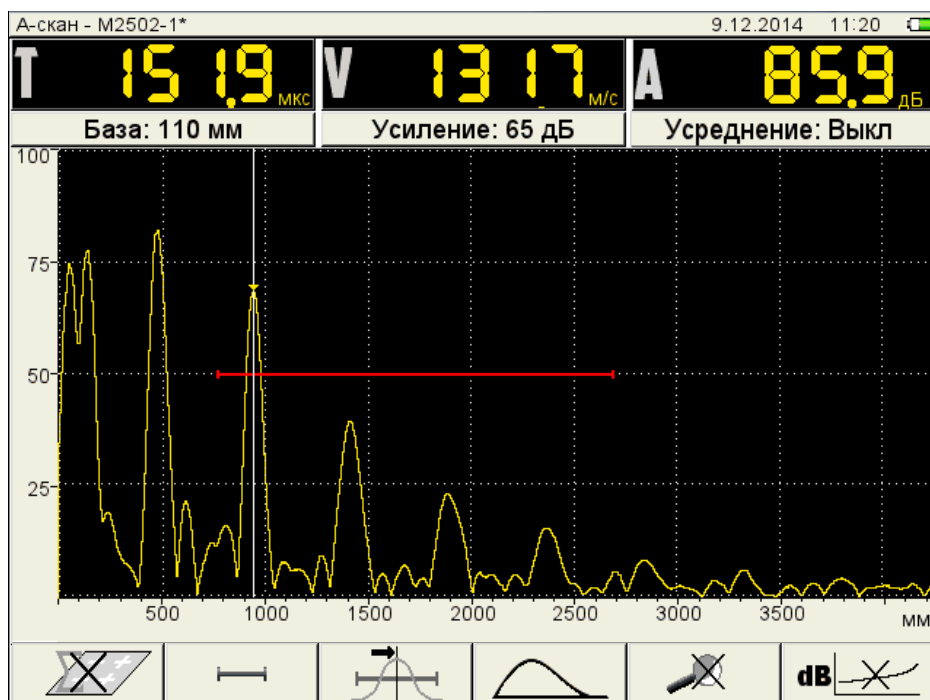 А-скан - M2502-1* 9.12.2014 11:20
T 151.9 мкс V 1317 м/с A 85.9 дБ
База: 110 мм Усиление: 65 дБ Усреднение: Выкл
100
75
50
25
500 1000 1500 2000 2500 3000 3500 мм
dB